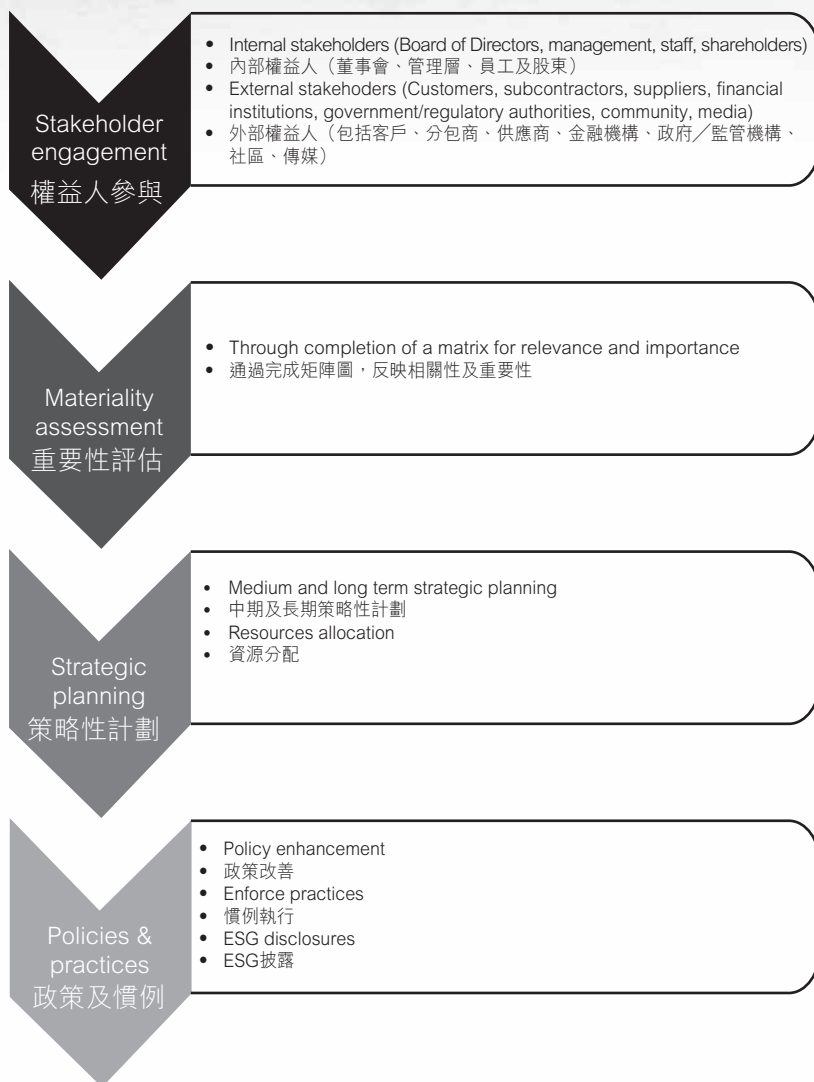 Stakeholder
engagement
權益人參與
• Internal stakeholders (Board of Directors, management, staff, shareholders)
• 內部權益人（董事會、管理層、員工及股東）
• External stakehoders (Customers, subcontractors, suppliers, financial
institutions, government/regulatory authorities, community, media)
• 外部權益人（包括客戶、分包商、供應商、金融機構、政府／監管機構、
社區、傳媒）
Materiality
assessment
重要性評估
• Through completion of a matrix for relevance and importance
• 通過完成矩陣圖，反映相關性及重要性
Strategic
planning
策略性計劃
• Medium and long term strategic planning
• 中期及長期策略性計劃
• Resources allocation
• 資源分配
Policies &
practices
政策及慣例
• Policy enhancement
• 政策改善
• Enforce practices
• 慣例執行
• ESG disclosures
• ESG披露